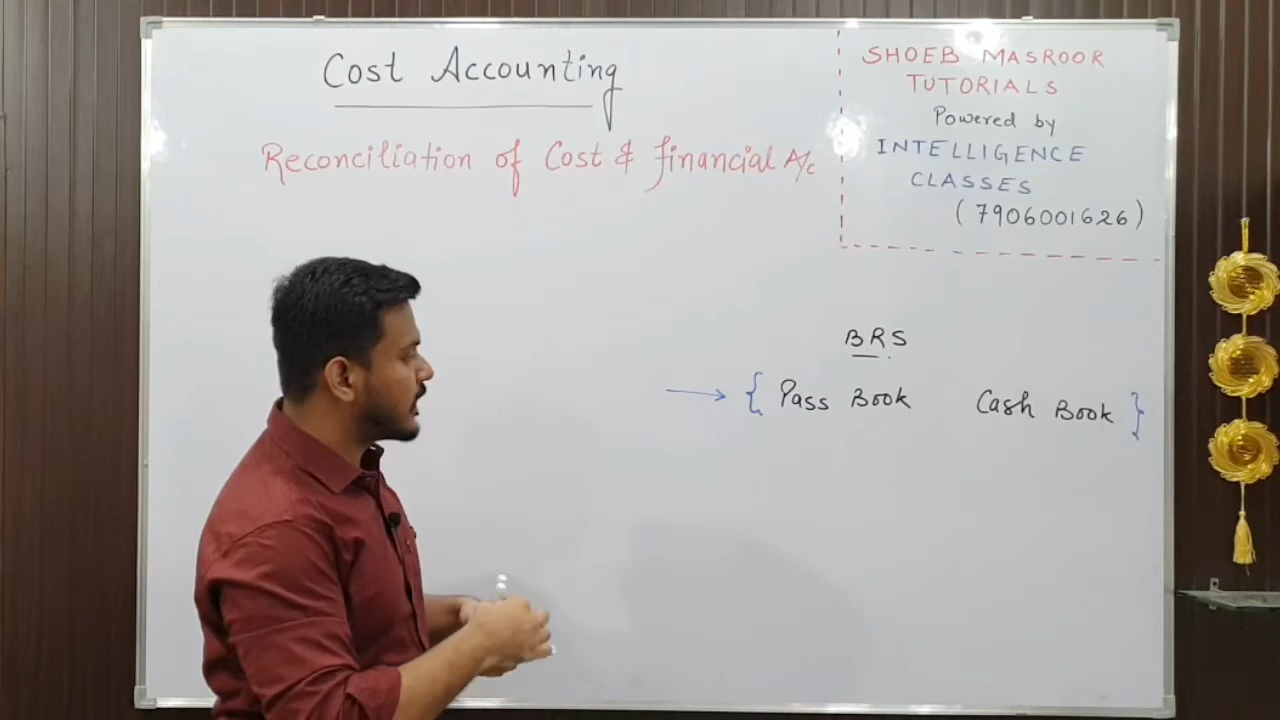 Cost Accounting
Reconciliation of Cost & financial A/c
SHOEB MASROOR
TUTORIALS
Powered by
INTELLIGENCE
CLASSES
(7906001626)
BRS
→ { Pass Book Cash Book }